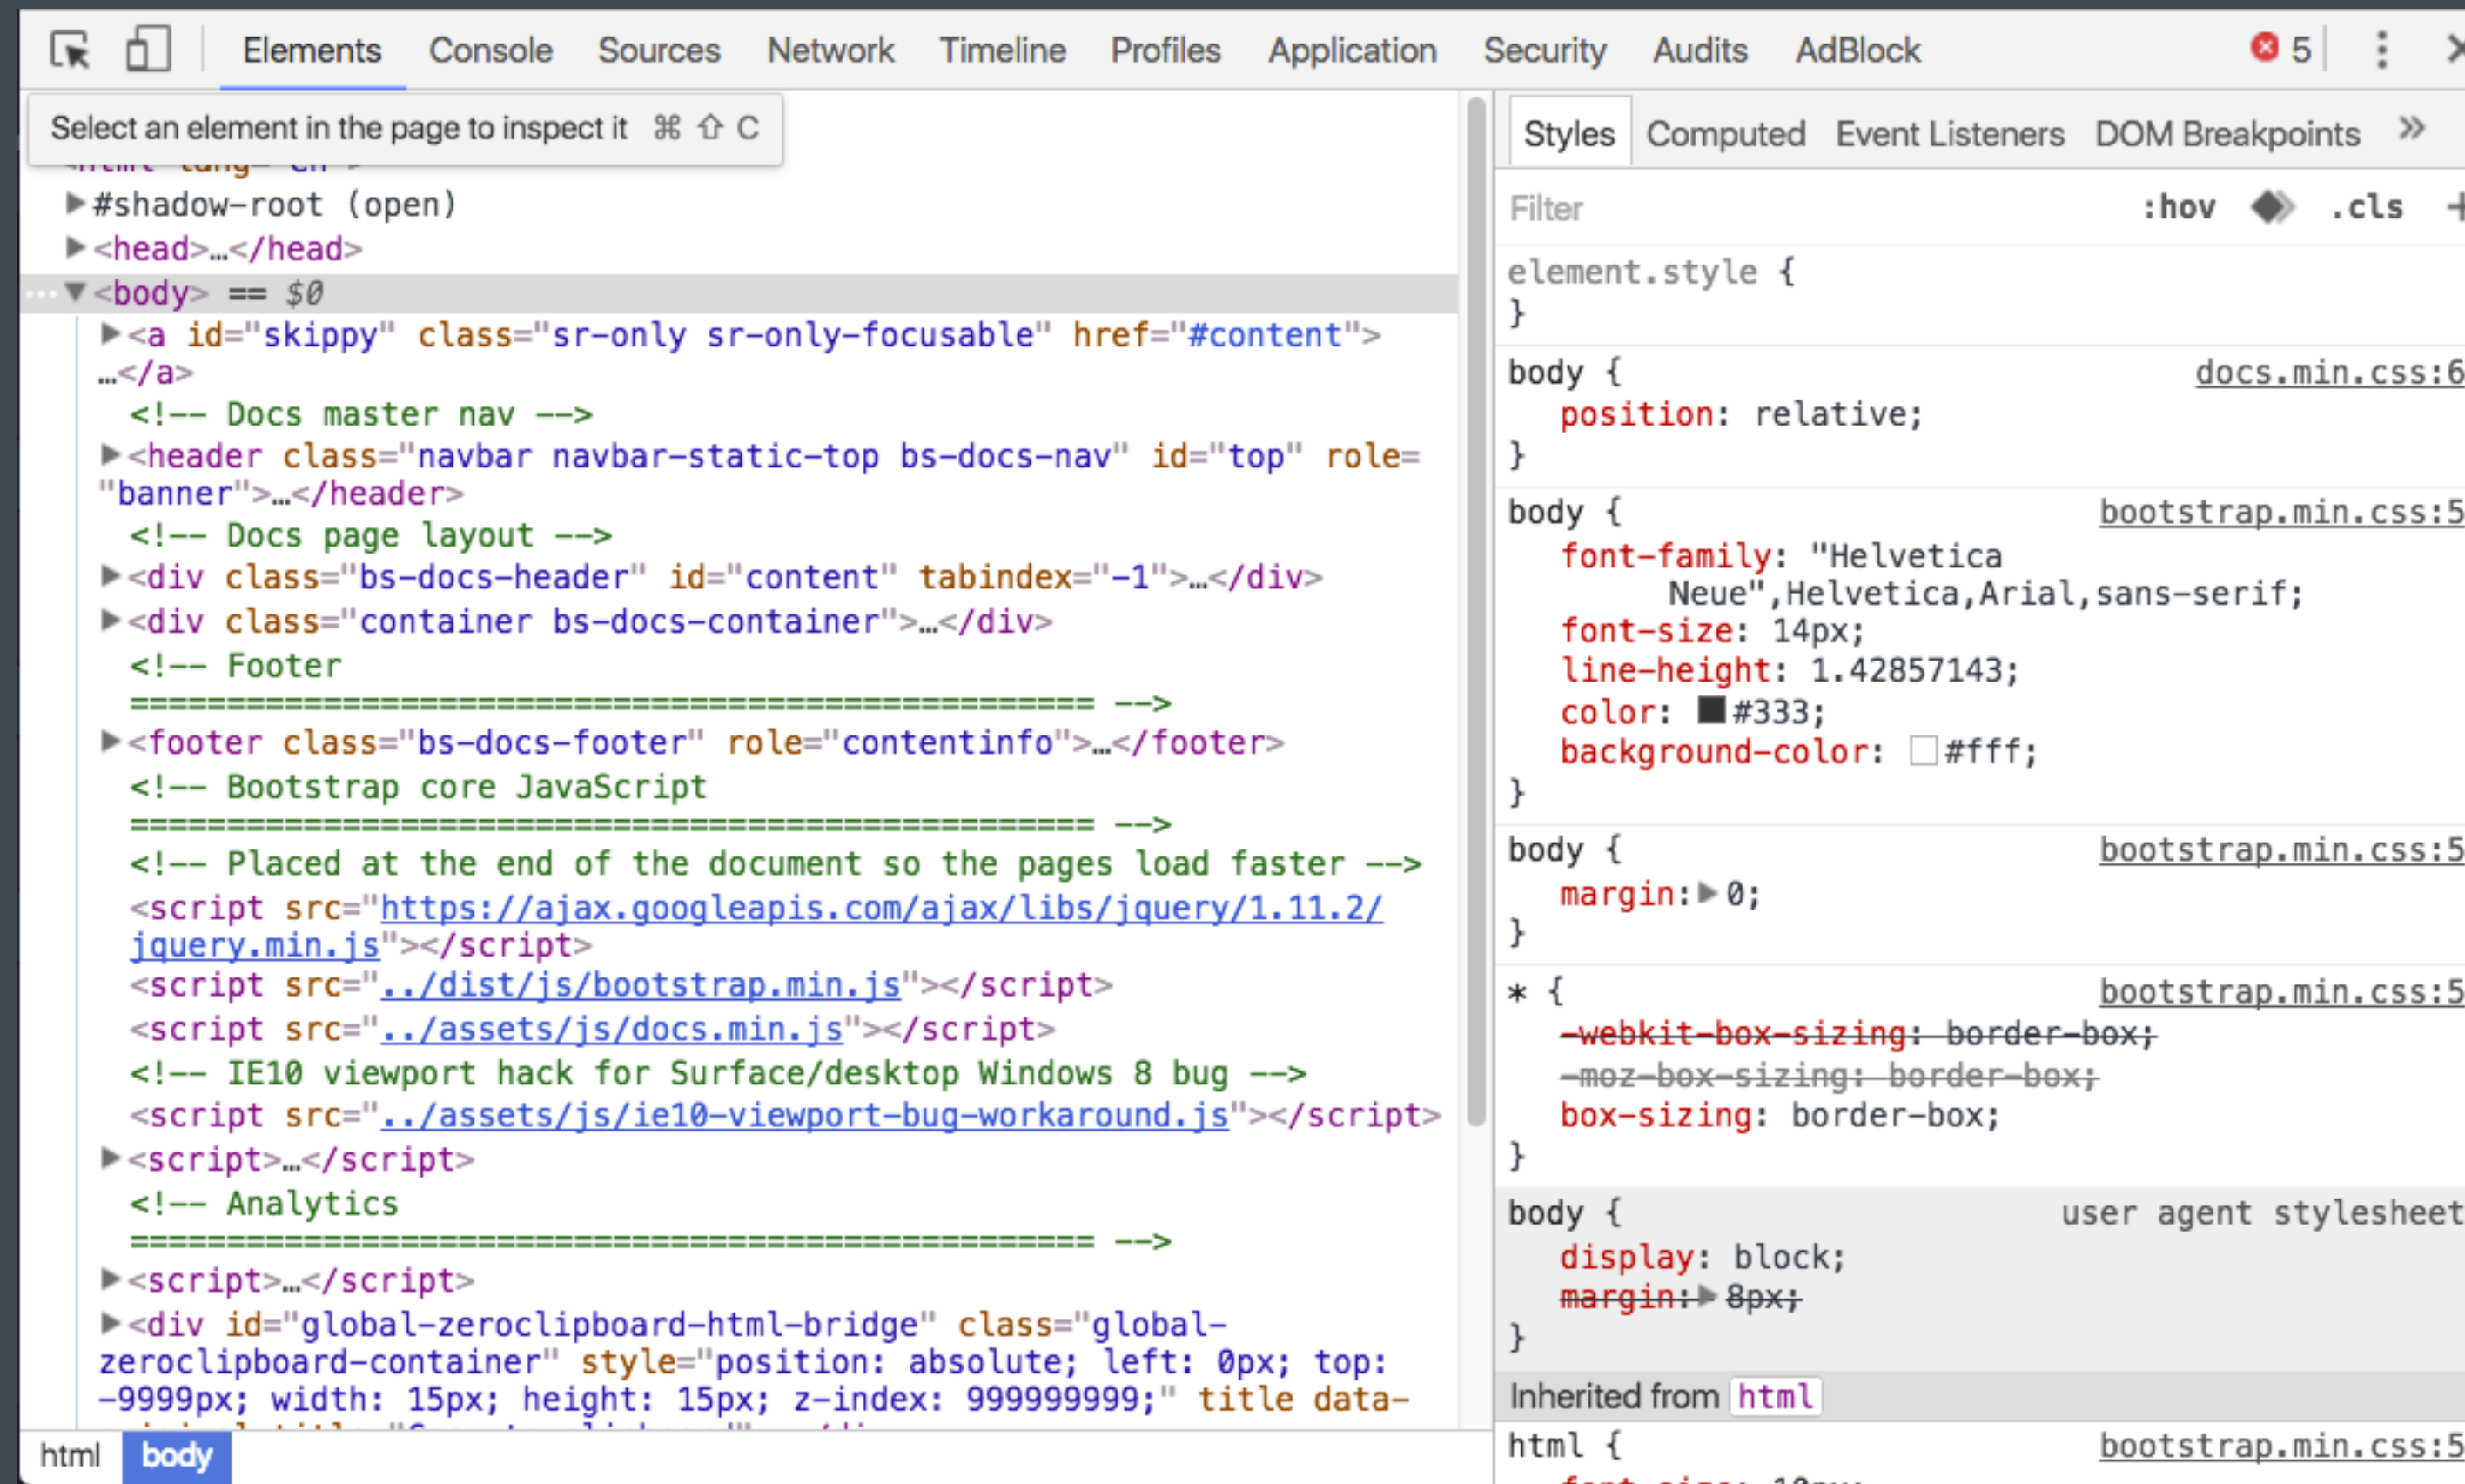 Elements Console Sources Network Timeline Profiles Application Security Audits AdBlock 5
Select an element in the page to inspect it ⌘ ⇧ C
<html lang="en">
▶#shadow-root (open)
▶<head>…</head>
…▼<body> == $0
▶<a id="skippy" class="sr-only sr-only-focusable" href="#content">
…</a>
<!-- Docs master nav -->
▶<header class="navbar navbar-static-top bs-docs-nav" id="top" role=
"banner">…</header>
<!-- Docs page layout -->
▶<div class="bs-docs-header" id="content" tabindex="-1">…</div>
▶<div class="container bs-docs-container">…</div>
<!-- Footer
================================================== -->
▶<footer class="bs-docs-footer" role="contentinfo">…</footer>
<!-- Bootstrap core JavaScript
================================================== -->
<!-- Placed at the end of the document so the pages load faster -->
<script src="https://ajax.googleapis.com/ajax/libs/jquery/1.11.2/
jquery.min.js"></script>
<script src="../dist/js/bootstrap.min.js"></script>
<script src="../assets/js/docs.min.js"></script>
<!-- IE10 viewport hack for Surface/desktop Windows 8 bug -->
<script src="../assets/js/ie10-viewport-bug-workaround.js"></script>
▶<script>…</script>
<!-- Analytics
================================================== -->
▶<script>…</script>
▶<div id="global-zeroclipboard-html-bridge" class="global-
zeroclipboard-container" style="position: absolute; left: 0px; top:
-9999px; width: 15px; height: 15px; z-index: 999999999;" title data-
html body
Styles Computed Event Listeners DOM Breakpoints »
Filter :hov .cls +
element.style {
}
body { docs.min.css:6
position: relative;
}
body { bootstrap.min.css:5
font-family: "Helvetica
Neue",Helvetica,Arial,sans-serif;
font-size: 14px;
line-height: 1.42857143;
color: #333;
background-color: #fff;
}
body { bootstrap.min.css:5
margin:▶0;
}
* { bootstrap.min.css:5
-webkit-box-sizing: border-box;
-moz-box-sizing: border-box;
box-sizing: border-box;
}
body { user agent stylesheet
display: block;
margin:▶8px;
}
Inherited from html
html { bootstrap.min.css:5